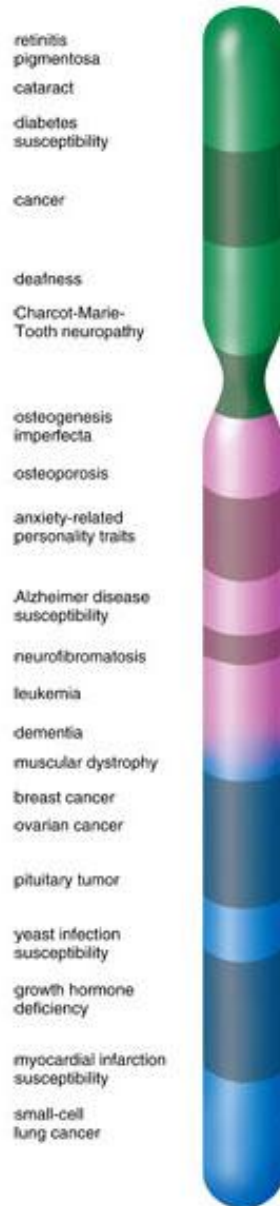 retinitis
pigmentosa
cataract
diabetes
susceptibility
cancer
deafness
Charcot-Marie-
Tooth neuropathy
osteogenesis
imperfecta
osteoporosis
anxiety-related
personality traits
Alzheimer disease
susceptibility
neurofibromatosis
leukemia
dementia
muscular dystrophy
breast cancer
ovarian cancer
pituitary tumor
yeast infection
susceptibility
growth hormone
deficiency
myocardial infarction
susceptibility
small-cell
lung cancer